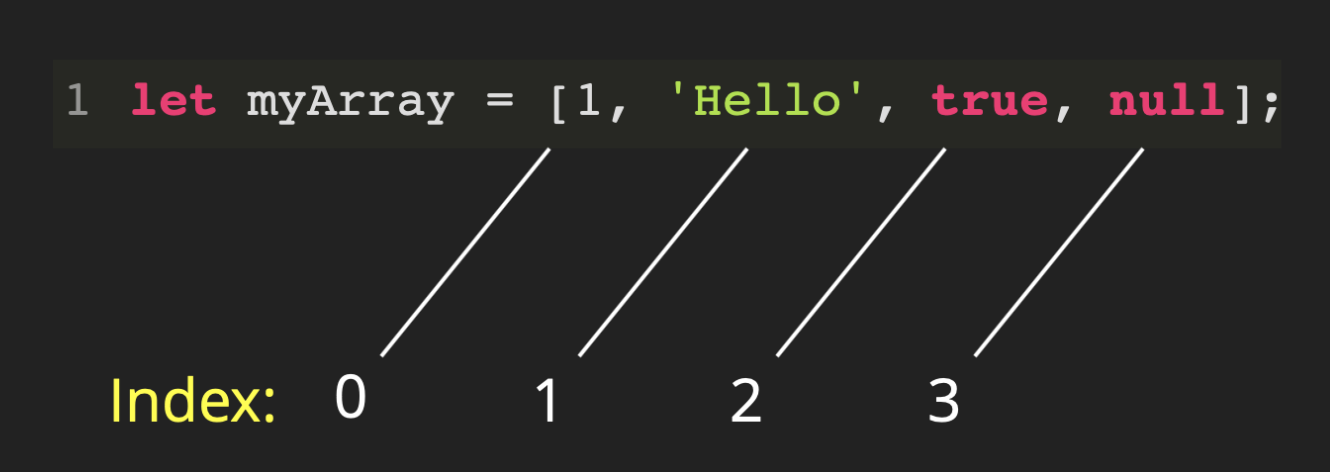 1 let myArray = [1, 'Hello', true, null];
Index: 0 1 2 3